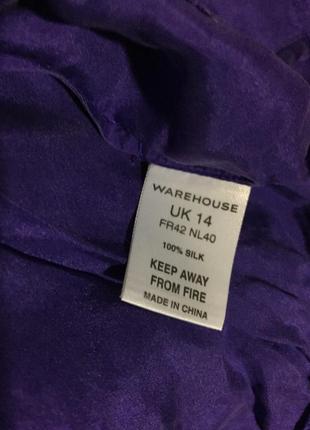 WAREHOUSE
UK 14
FR42 NL40
100% SILK
KEEP AWAY
FROM FIRE
MADE IN CHINA